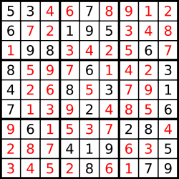 5 3 4 6 7 8 9 1 2
6 7 2 1 9 5 3 4 8
1 9 8 3 4 2 5 6 7
8 5 9 7 6 1 4 2 3
4 2 6 8 5 3 7 9 1
7 1 3 9 2 4 8 5 6
9 6 1 5 3 7 2 8 4
2 8 7 4 1 9 6 3 5
3 4 5 2 8 6 1 7 9